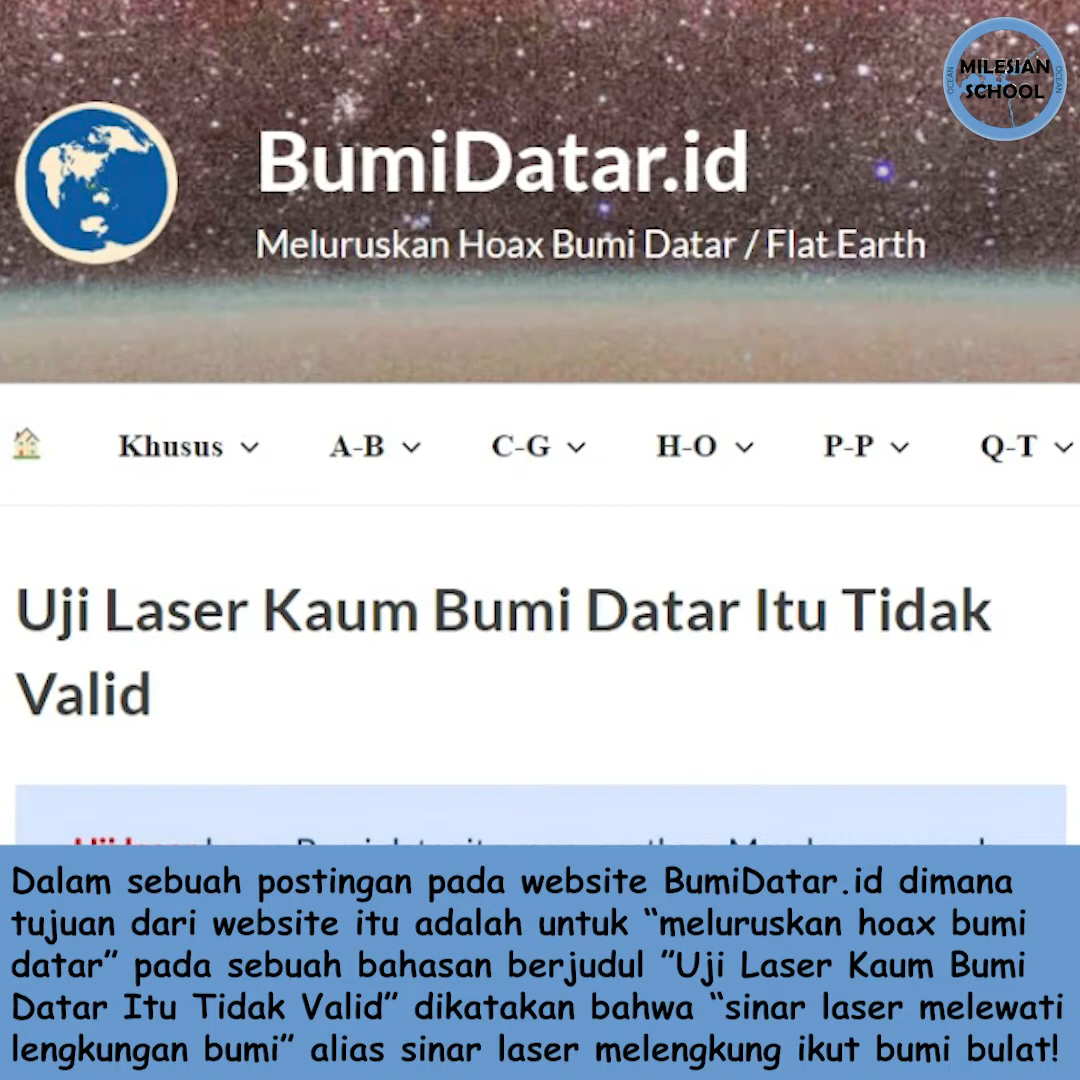 MILESIAN
SCHOOL
OCEAN
OCEAN
BumiDatar.id
Meluruskan Hoax Bumi Datar / Flat Earth
Khusus A-B C-G H-O P-P Q-T
Uji Laser Kaum Bumi Datar Itu Tidak
Valid
Dalam sebuah postingan pada website BumiDatar.id dimana
tujuan dari website itu adalah untuk “meluruskan hoax bumi
datar” pada sebuah bahasan berjudul ”Uji Laser Kaum Bumi
Datar Itu Tidak Valid” dikatakan bahwa “sinar laser melewati
lengkungan bumi” alias sinar laser melengkung ikut bumi bulat!